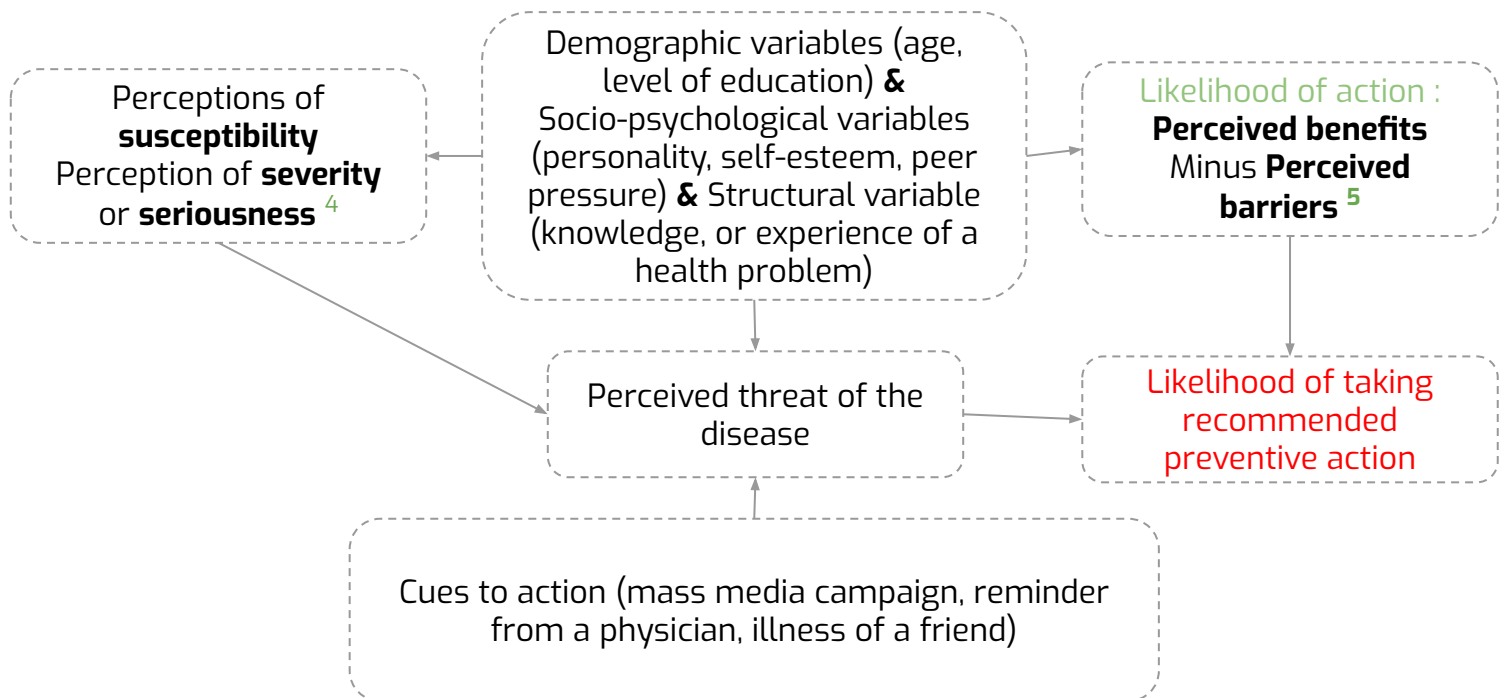 Demographic variables (age,
level of education) &
Socio-psychological variables
(personality, self-esteem, peer
pressure) & Structural variable
(knowledge, or experience of a
health problem)
Perceptions of
susceptibility
Perception of severity
or seriousness 4
Likelihood of action :
Perceived benefits
Minus Perceived
barriers 5
Perceived threat of the
disease
Likelihood of taking
recommended
preventive action
Cues to action (mass media campaign, reminder
from a physician, illness of a friend)